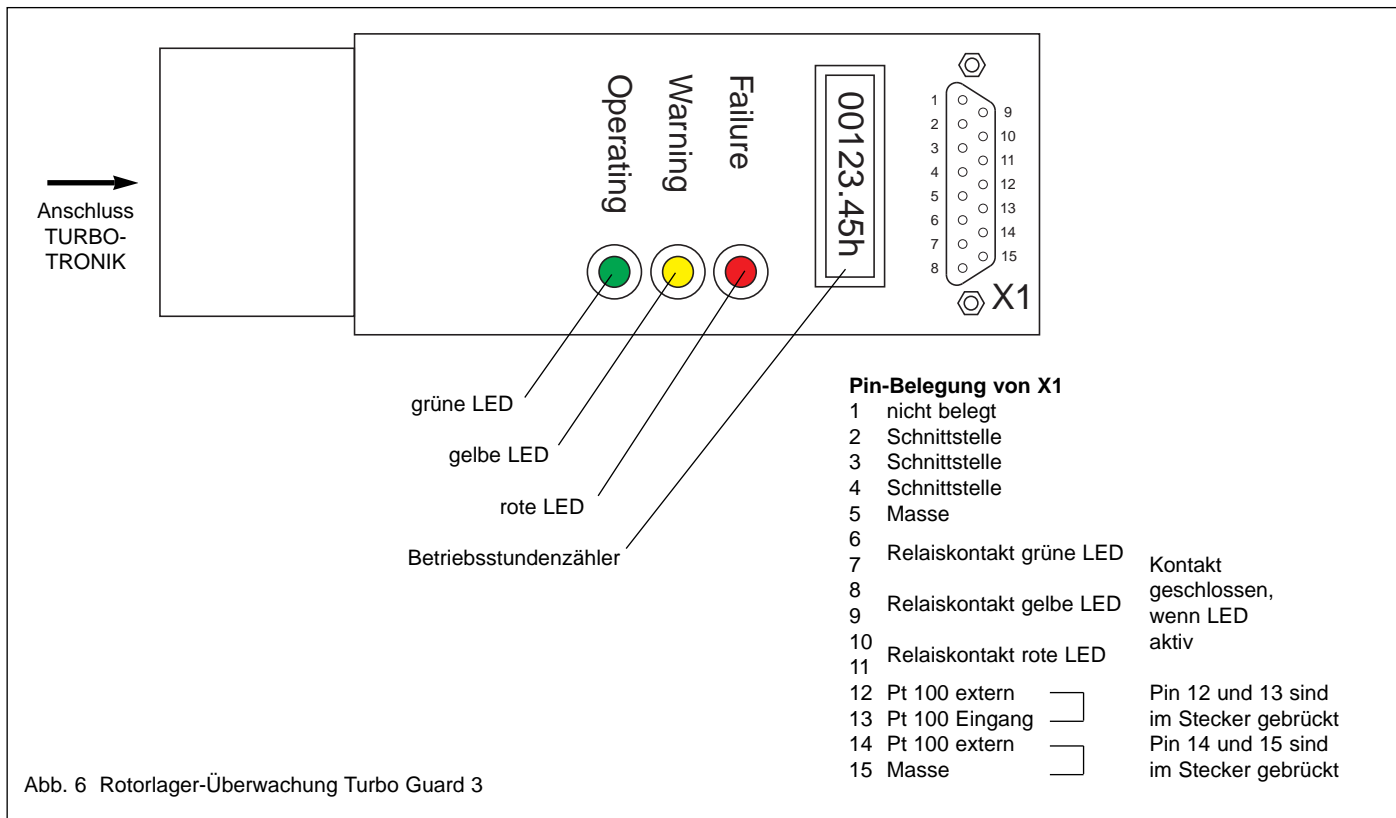 Operating
Warning
Failure
00123.45h
1
2
3
4
5
6
7
8
9
10
11
12
13
14
15
X1
Anschluss
TURBO-
TRONIK
grüne LED
gelbe LED
rote LED
Betriebsstundenzähler
Pin-Belegung von X1
1 nicht belegt
2 Schnittstelle
3 Schnittstelle
4 Schnittstelle
5 Masse
6
7 Relaiskontakt grüne LED
8
9 Relaiskontakt gelbe LED
10
11 Relaiskontakt rote LED
Kontakt
geschlossen,
wenn LED
aktiv
12 Pt 100 extern Pin 12 und 13 sind
13 Pt 100 Eingang im Stecker gebrückt
14 Pt 100 extern Pin 14 und 15 sind
15 Masse im Stecker gebrückt
Abb. 6 Rotorlager-Überwachung Turbo Guard 3